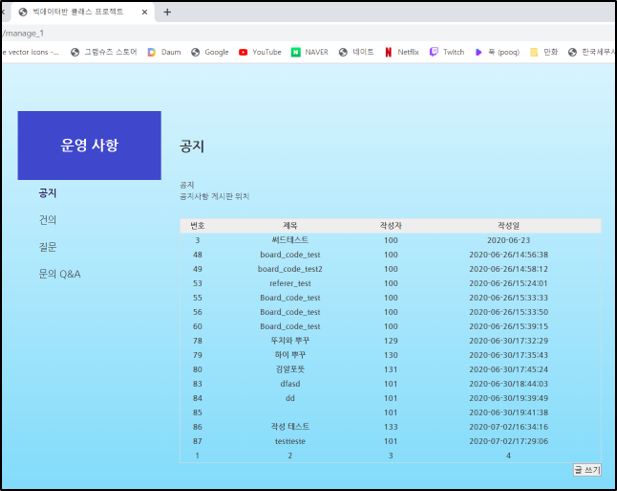 빅데이터반 클래스 프로젝트
/manage_1
e vector icons -...
그림슈즈 스토어
Daum
Google
YouTube
NAVER
네이트
Netflix
Twitch
푹 (pooq)
만화
한국세무사
운영 사항
공지
건의
질문
문의 Q&A
공지
공지
공지사항 게시판 위치
번호 제목 작성자 작성일
3 써드테스트 100 2020-06-23
48 board_code_test 100 2020-06-26/14:56:38
49 board_code_test2 100 2020-06-26/14:58:12
53 referer_test 100 2020-06-26/15:24:01
55 Board_code_test 100 2020-06-26/15:33:33
56 Board_code_test 100 2020-06-26/15:33:50
60 Board_code_test 100 2020-06-26/15:39:15
78 뚜치와 뿌꾸 129 2020-06-30/17:32:29
79 하이 뿌꾸 130 2020-06-30/17:35:43
80 김알포뜻 131 2020-06-30/17:45:24
83 dfasd 101 2020-06-30/18:44:03
84 dd 101 2020-06-30/19:39:49
85 101 2020-06-30/19:41:38
86 작성 테스트 133 2020-07-02/16:34:16
87 testteste 101 2020-07-02/17:29:06
1 2 3 4
글 쓰기